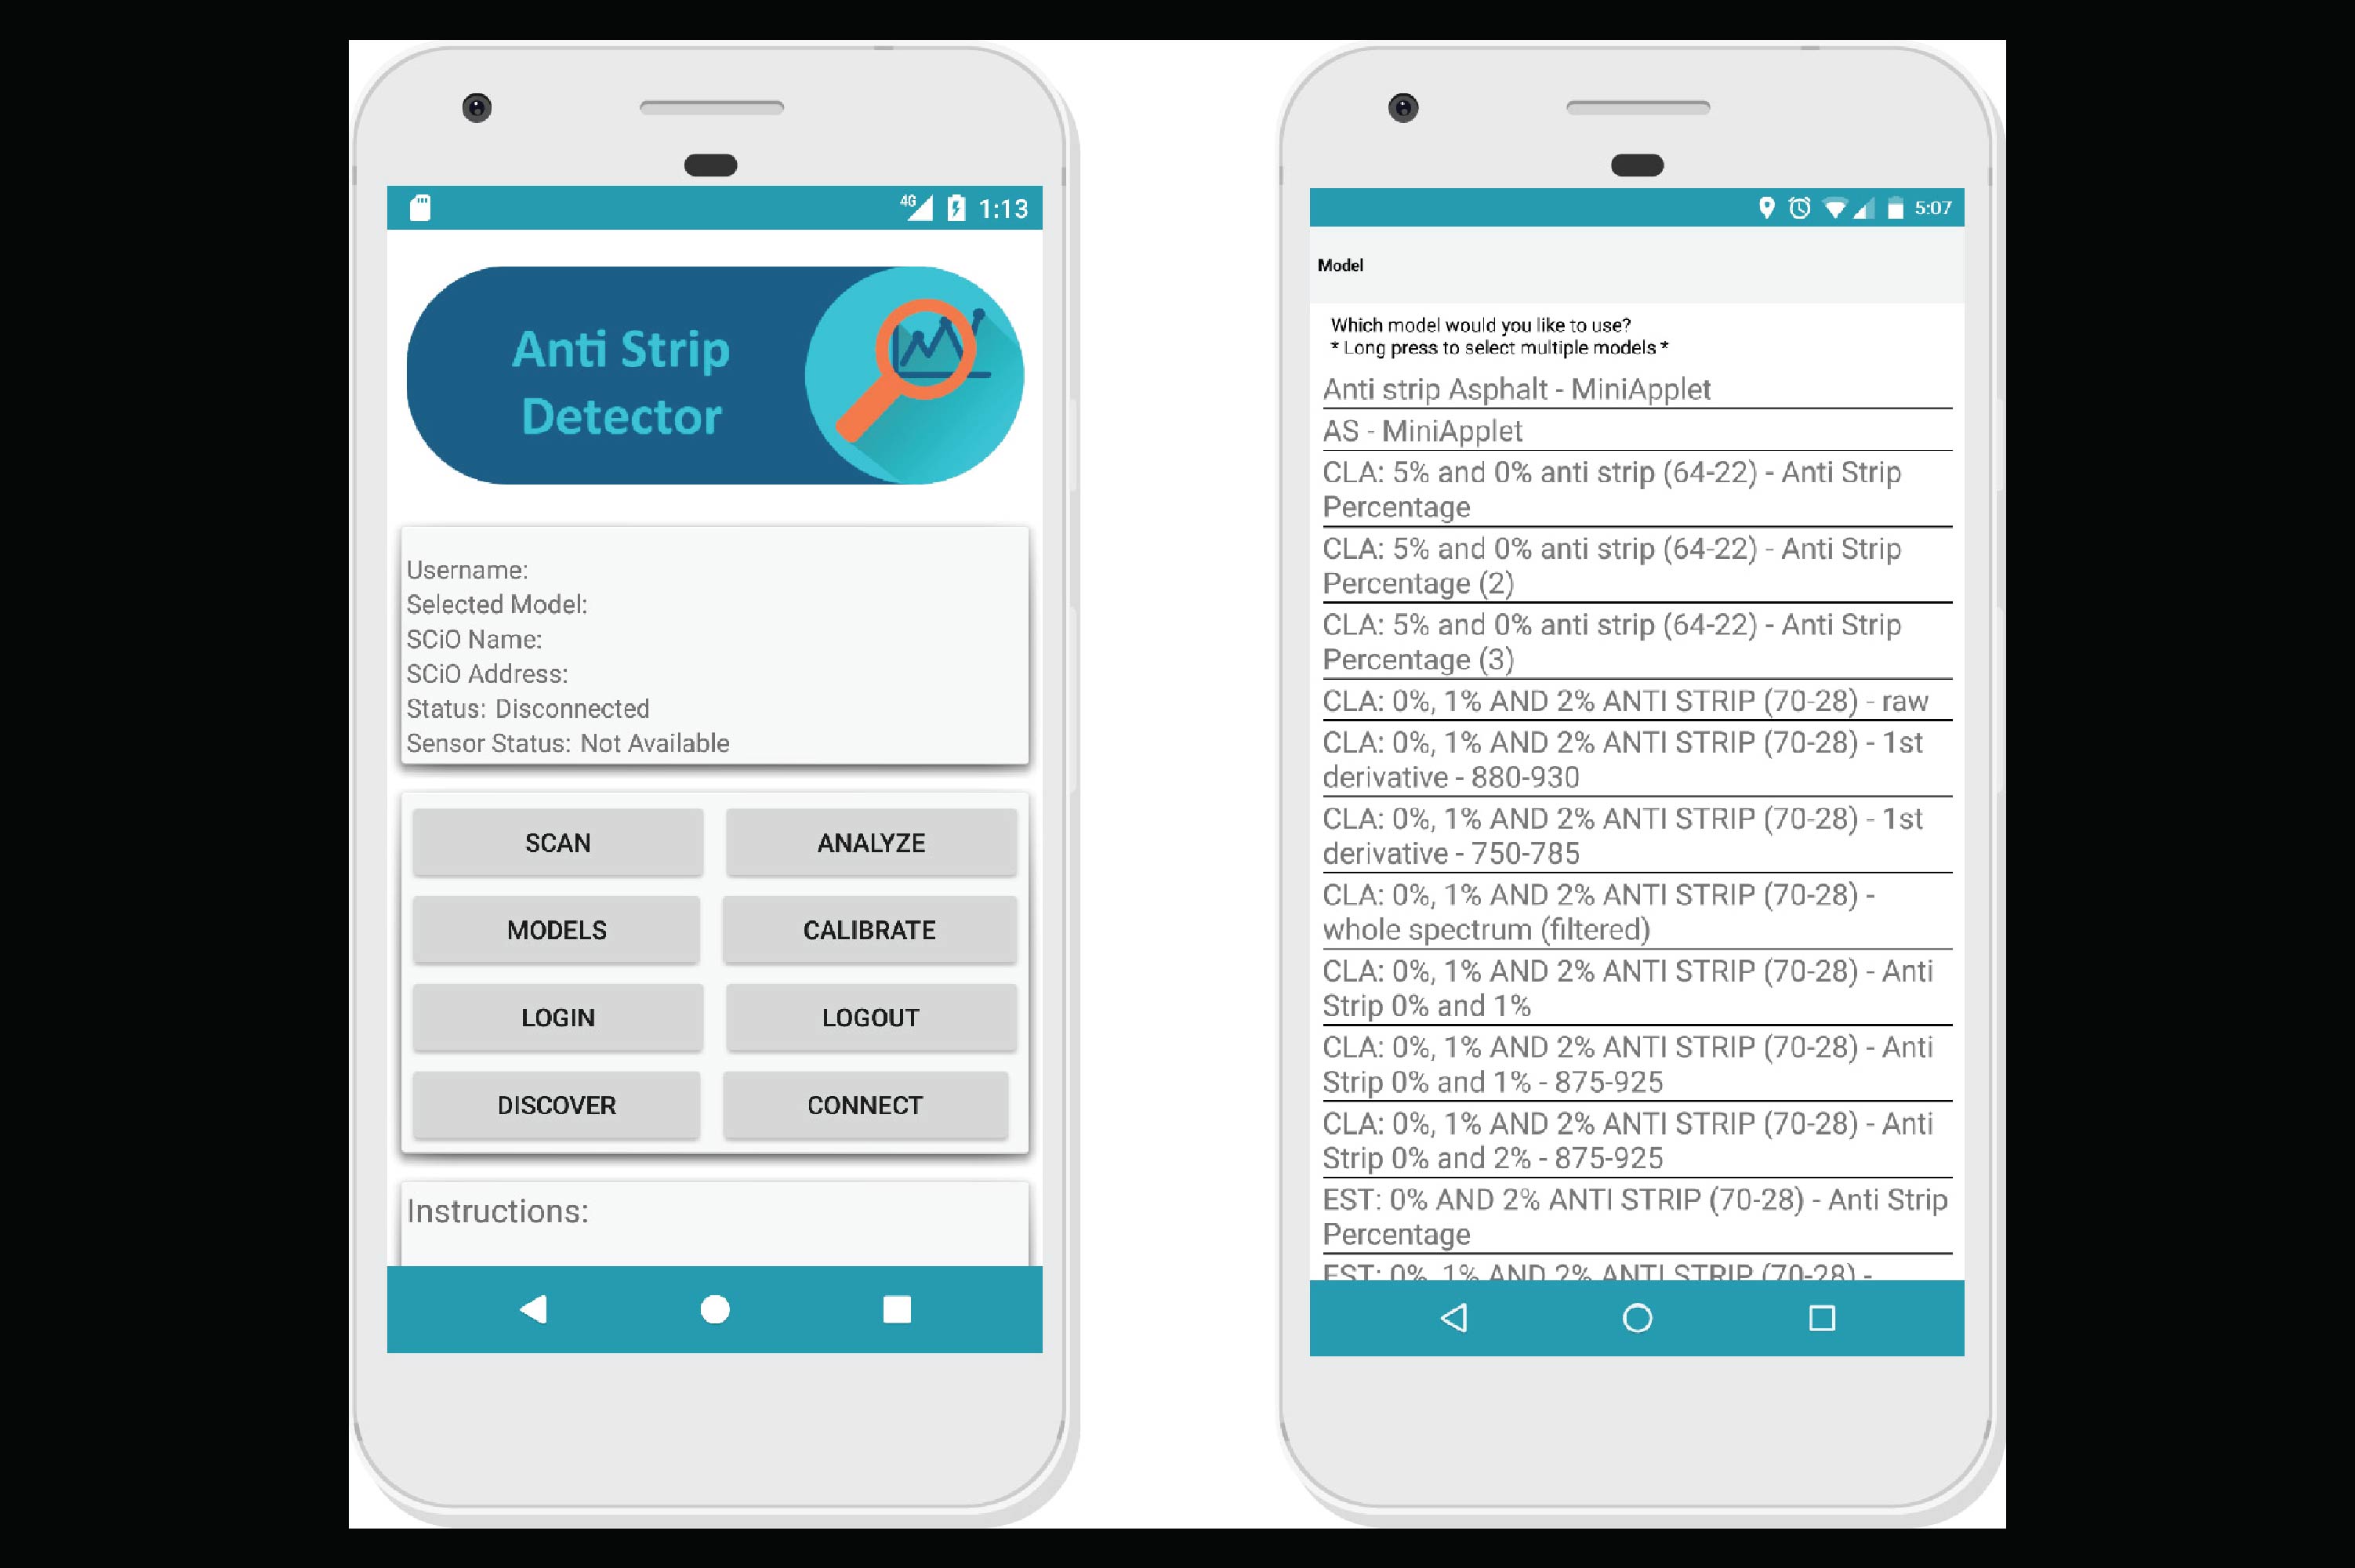 4G 1:13
Anti Strip
Detector
Username:
Selected Model:
SCiO Name:
SCiO Address:
Status: Disconnected
Sensor Status: Not Available
SCAN ANALYZE
MODELS CALIBRATE
LOGIN LOGOUT
DISCOVER CONNECT
Instructions:
5:07
Model
Which model would you like to use?
* Long press to select multiple models *
Anti strip Asphalt - MiniApplet
AS - MiniApplet
CLA: 5% and 0% anti strip (64-22) - Anti Strip
Percentage
CLA: 5% and 0% anti strip (64-22) - Anti Strip
Percentage (2)
CLA: 5% and 0% anti strip (64-22) - Anti Strip
Percentage (3)
CLA: 0%, 1% AND 2% ANTI STRIP (70-28) - raw
CLA: 0%, 1% AND 2% ANTI STRIP (70-28) - 1st
derivative - 880-930
CLA: 0%, 1% AND 2% ANTI STRIP (70-28) - 1st
derivative - 750-785
CLA: 0%, 1% AND 2% ANTI STRIP (70-28) -
whole spectrum (filtered)
CLA: 0%, 1% AND 2% ANTI STRIP (70-28) - Anti
Strip 0% and 1%
CLA: 0%, 1% AND 2% ANTI STRIP (70-28) - Anti
Strip 0% and 1% - 875-925
CLA: 0%, 1% AND 2% ANTI STRIP (70-28) - Anti
Strip 0% and 2% - 875-925
EST: 0% AND 2% ANTI STRIP (70-28) - Anti Strip
Percentage
EST: 0%, 1% AND 2% ANTI STRIP (70-28) -